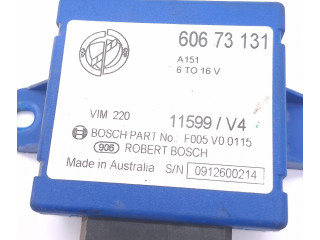 606 73 131
A151
6 TO 16 V
VIM 220
11599 / V4
BOSCH PART No.: F005 V0 0115
906 ROBERT BOSCH
Made in Australia S/N 0912600214